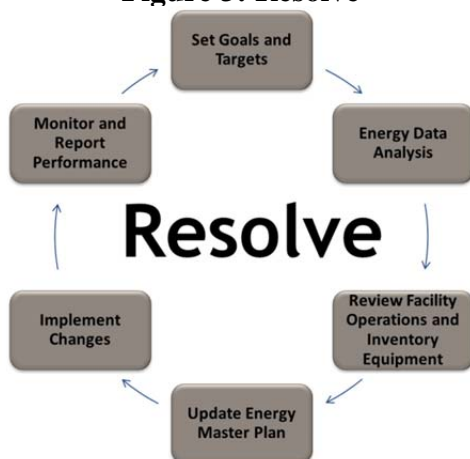 Figure 3: Resolve
Set Goals and
Targets
Energy Data
Analysis
Review Facility
Operations and
Inventory
Equipment
Update Energy
Master Plan
Implement
Changes
Monitor and
Report
Performance
Resolve